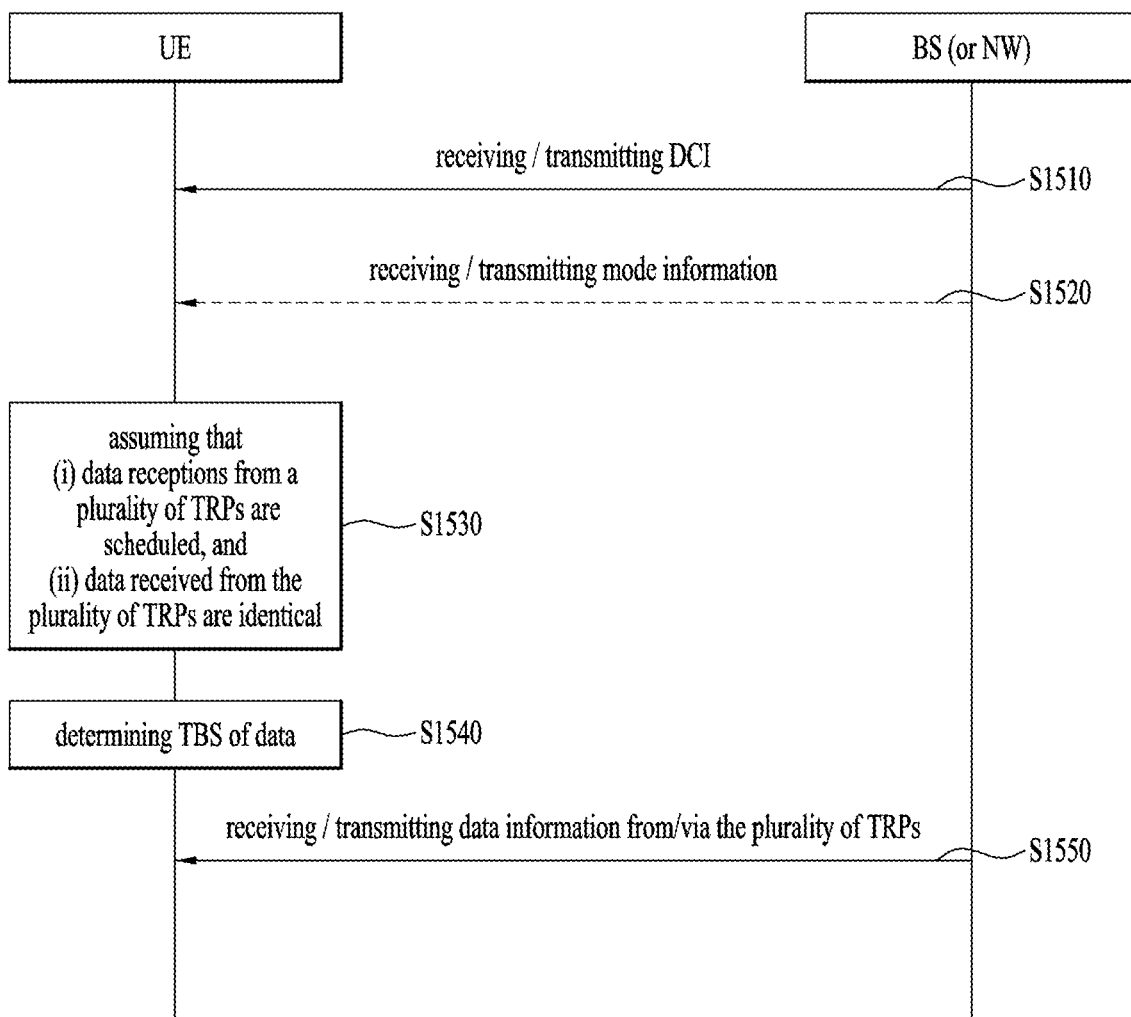 UE
BS (or NW)
receiving / transmitting DCI
S1510
receiving / transmitting mode information
S1520
assuming that
(i) data receptions from a
plurality of TRPs are
scheduled, and
(ii) data received from the
plurality of TRPs are identical
S1530
determining TBS of data
S1540
receiving / transmitting data information from/via the plurality of TRPs
S1550